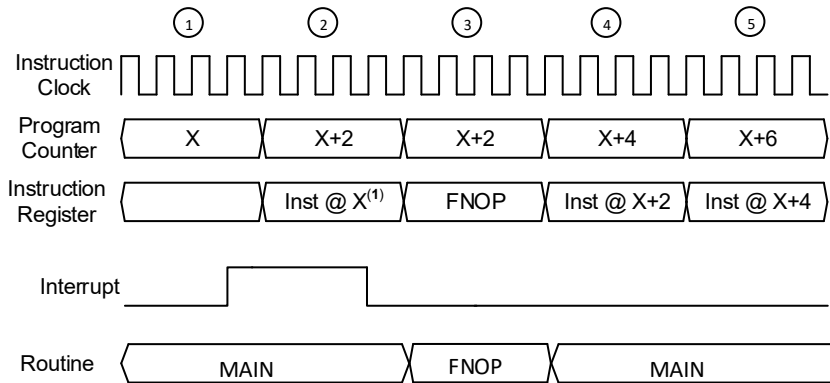 1 2 3 4 5
Instruction
Clock
Program
Counter
X X+2 X+2 X+4 X+6
Instruction
Register
Inst @ X(1) FNOP Inst @ X+2 Inst @ X+4
Interrupt
Routine MAIN FNOP MAIN